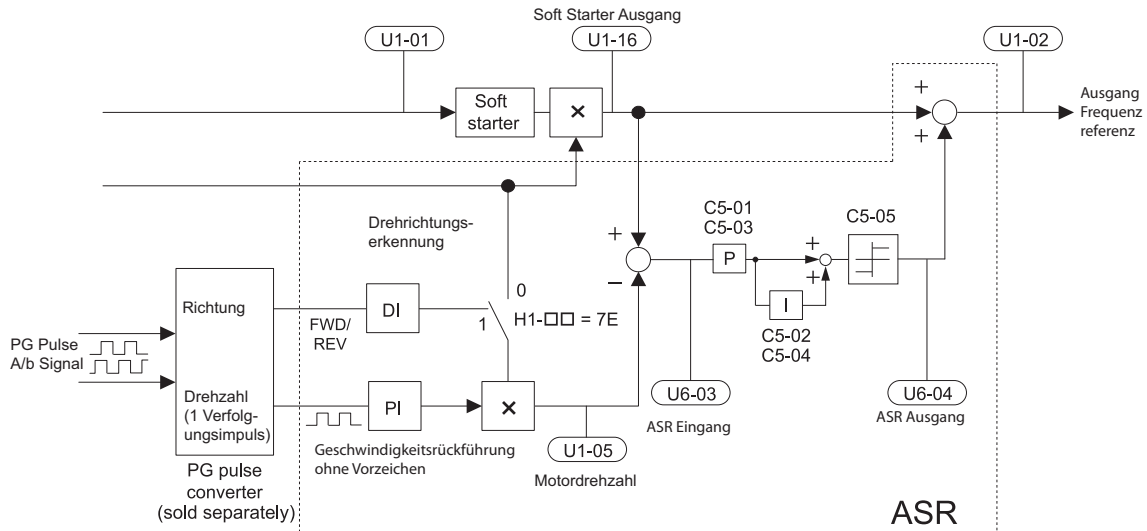 Soft Starter Ausgang
U1-01
U1-16
U1-02
Soft
starter
×
+
+
Ausgang
Frequenz
referenz
Drehrichtungs-
erkennung
C5-01
C5-03
C5-05
+
−
P
+
+
I
C5-02
C5-04
0
1
H1-□□ = 7E
Richtung
FWD/
REV
DI
PG Pulse
A/b Signal
Drehzahl
(1 Verfolg-
ungsimpuls)
PI
×
U6-03
ASR Eingang
U6-04
ASR Ausgang
Geschwindigkeitsrückführung
ohne Vorzeichen
U1-05
Motordrehzahl
PG pulse
converter
(sold separately)
ASR